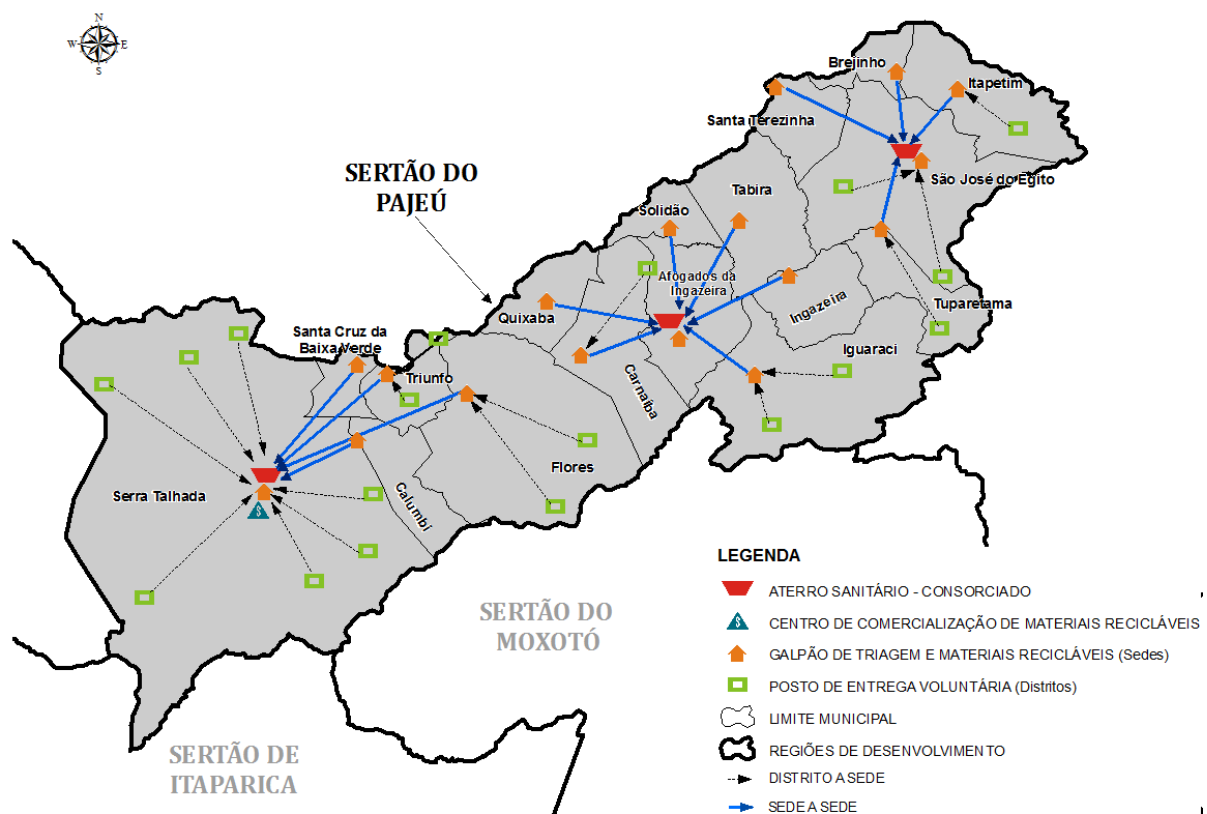 N
W
E
S
Brejinho
Itapetim
Santa Terezinha
SERTÃO DO
PAJEÚ
São José do Egito
Tabira
Solidão
Afogados da
Ingazeira
Ingazeira
Tuparetama
Quixaba
Santa Cruz da
Baixa Verde
Iguaraci
Triunfo
Carnaíba
Flores
Serra Talhada
Calumbí
$
SERTÃO DO
MOXOTÓ
SERTÃO DE
ITAPARICA
LEGENDA
ATERRO SANITÁRIO - CONSORCIADO
$
CENTRO DE COMERCIALIZAÇÃO DE MATERIAIS RECICLÁVEIS
GALPÃO DE TRIAGEM E MATERIAIS RECICLÁVEIS (Sedes)
POSTO DE ENTREGA VOLUNTÁRIA (Distritos)
LIMITE MUNICIPAL
REGIÕES DE DESENVOLVIMENTO
DISTRITO A SEDE
SEDE A SEDE